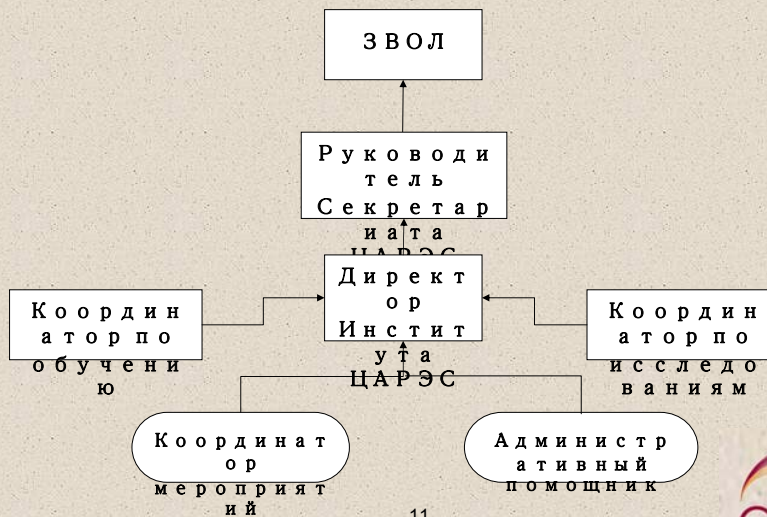 ЗВОЛ
Руководи
тель
Секретар
иата
ЦАРЭС
Директ
ор
Инстит
ута
ЦАРЭС
Координ
атор по
обучени
ю
Координ
атор по
исследо
ваниям
Координат
ор
мероприят
ий
Администр
ативный
помощник
11